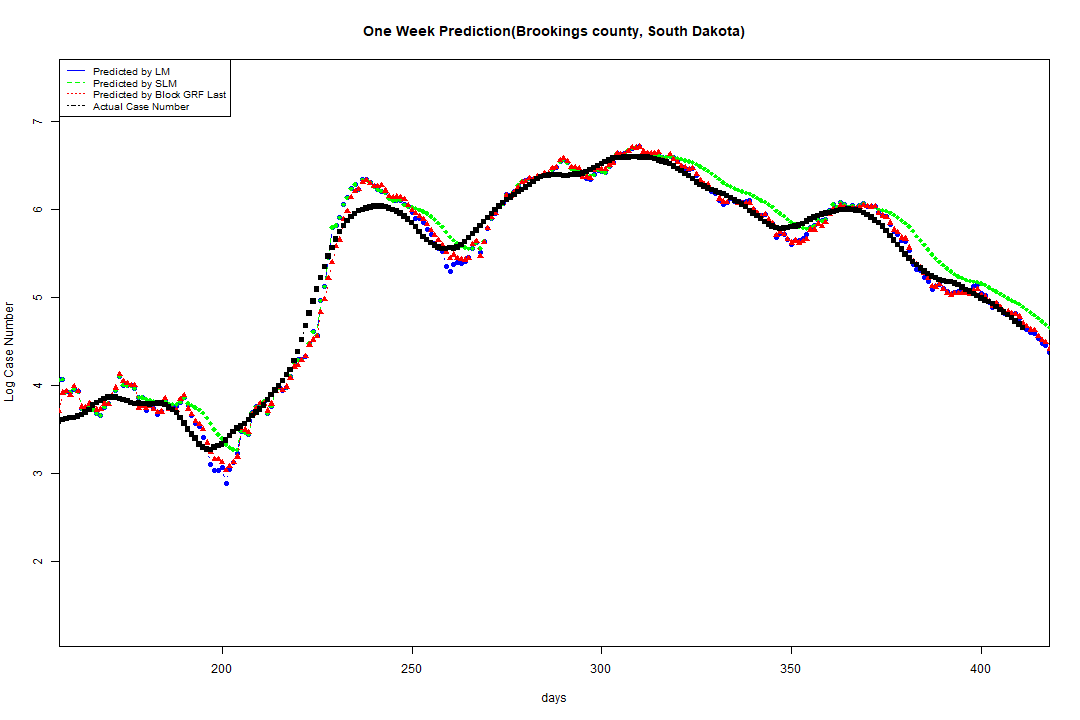 One Week Prediction(Brookings county, South Dakota)
Predicted by LM
Predicted by SLM
Predicted by Block GRF Last
Actual Case Number
7
6
5
4
3
2
Log Case Number
200 250 300 350 400
days